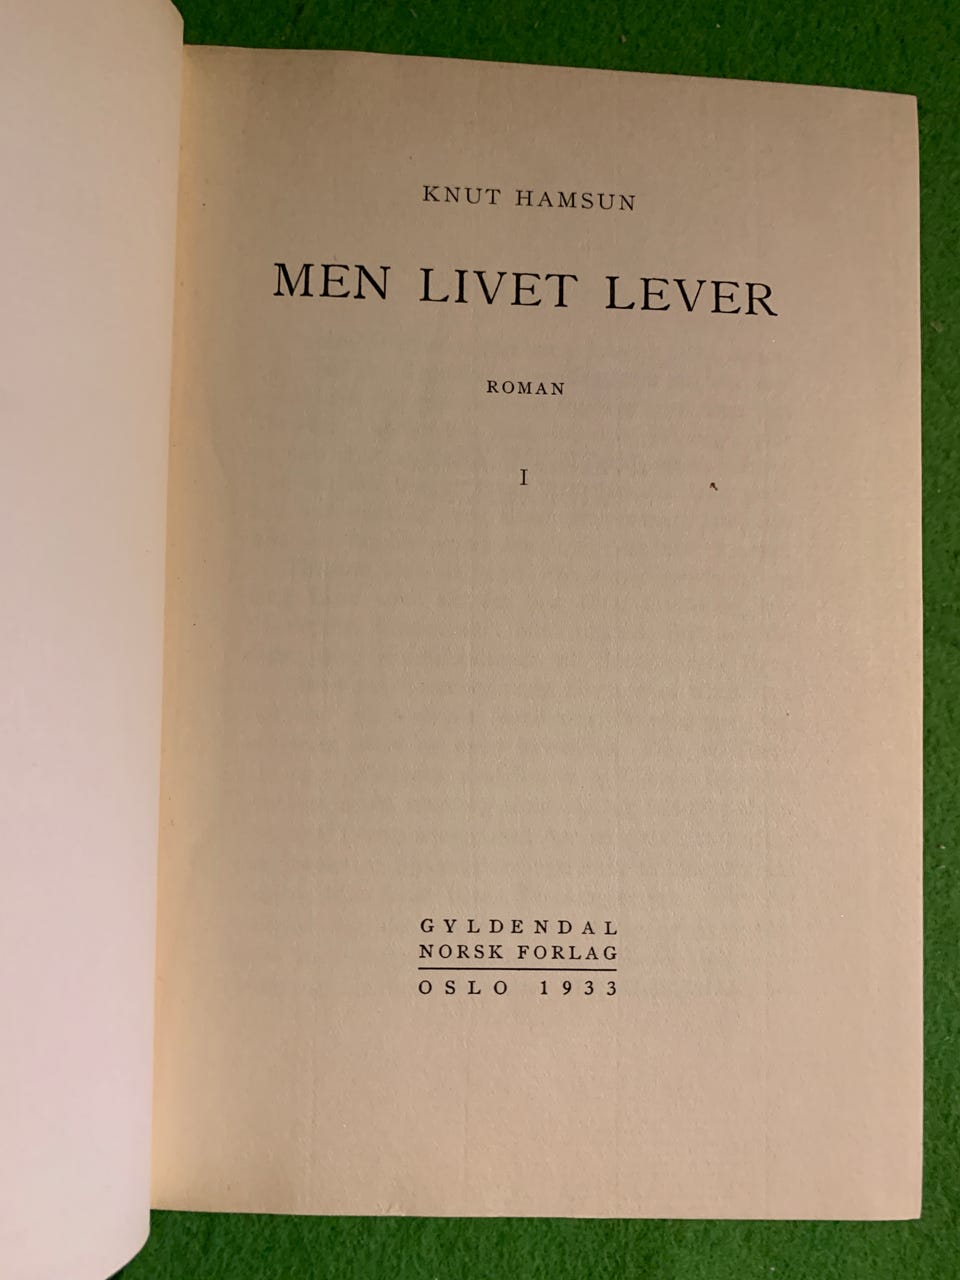 KNUT HAMSUN
MEN LIVET LEVER
ROMAN
I
GYLDENDAL
NORSK FORLAG
OSLO 1933